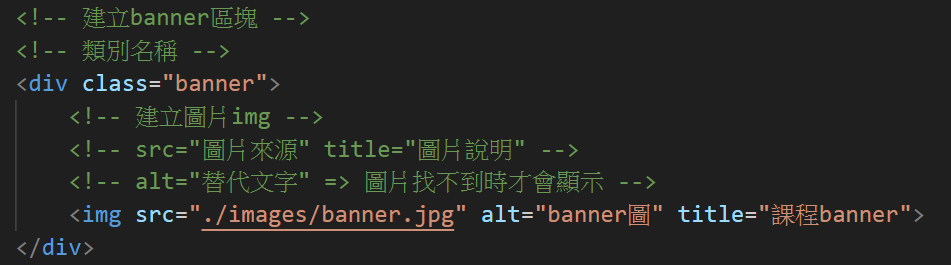 <!-- 建立banner區塊 -->
<!-- 類別名稱 -->
<div class="banner">
<!-- 建立圖片img -->
<!-- src="圖片來源" title="圖片說明" -->
<!-- alt="替代文字" => 圖片找不到時才會顯示 -->
<img src="./images/banner.jpg" alt="banner圖" title="課程banner">
</div>